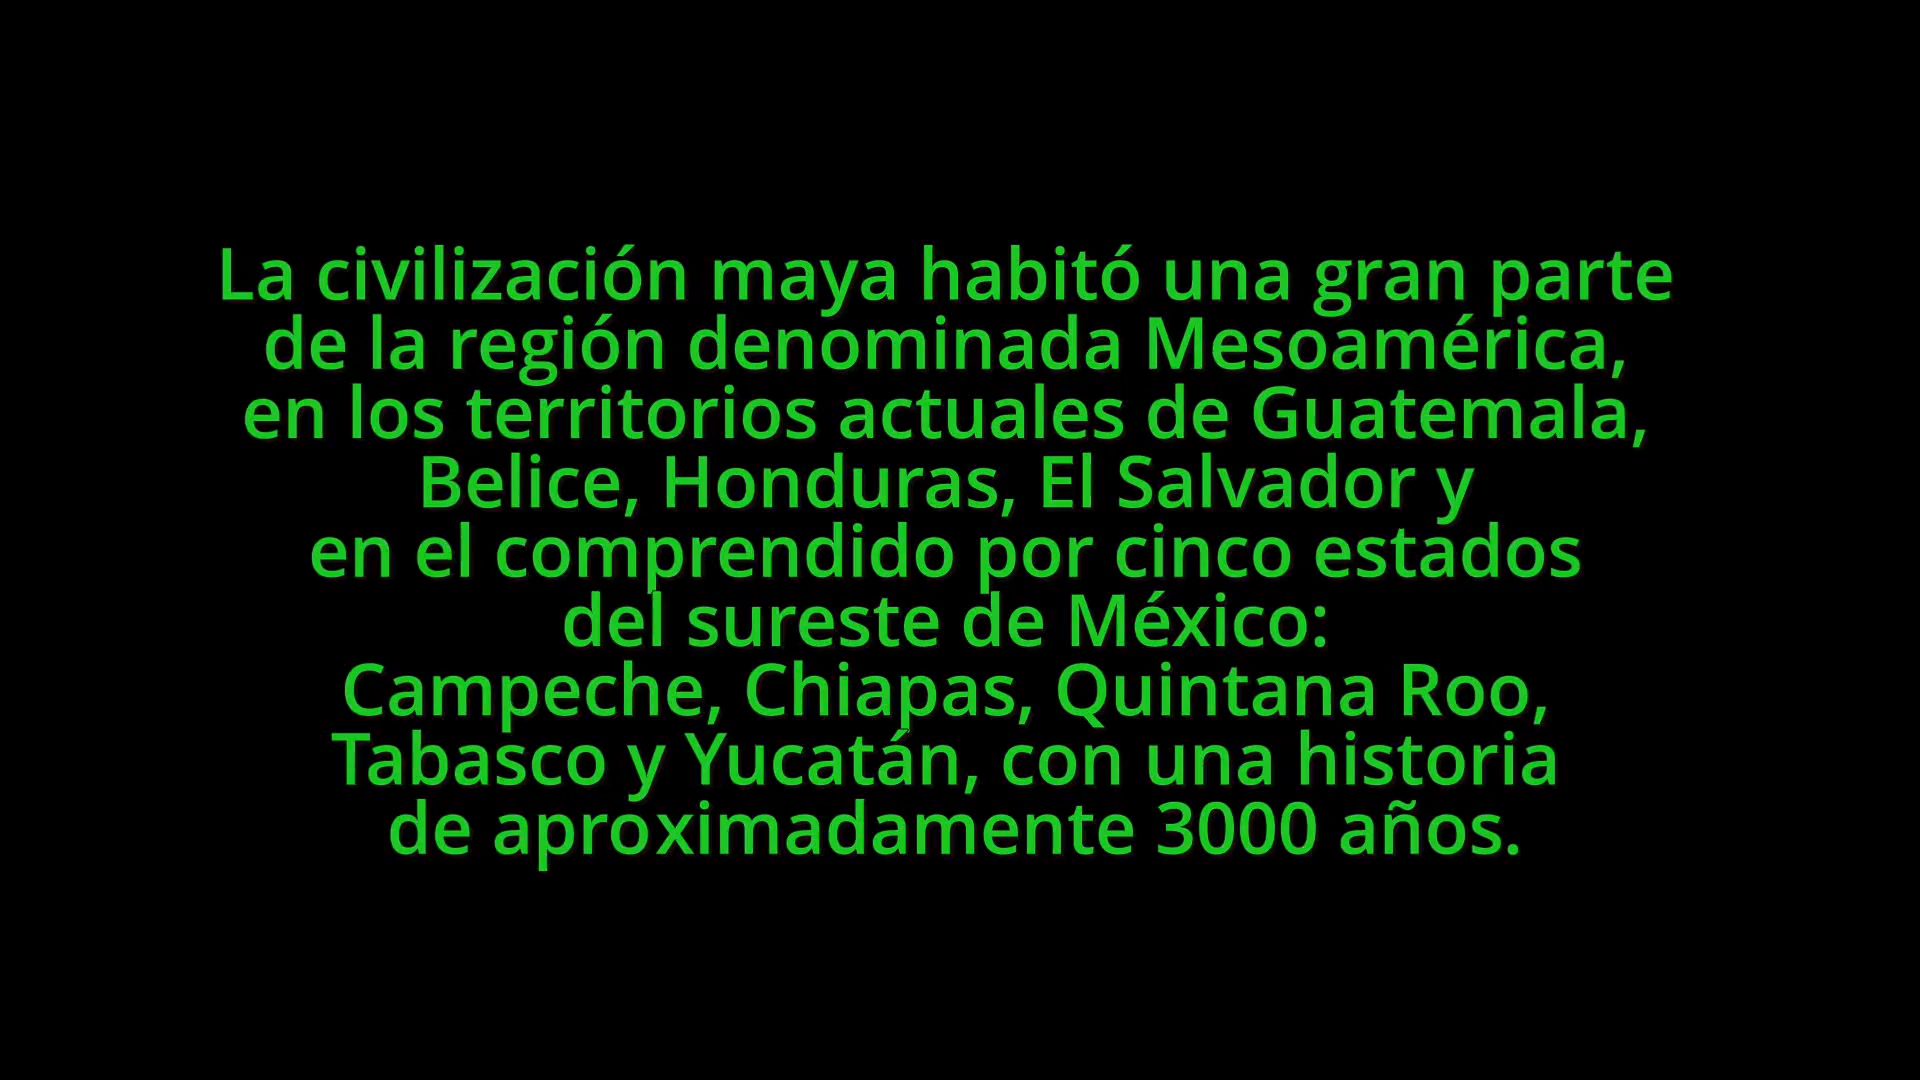 La civilización maya habitó una gran parte
de la región denominada Mesoamérica,
en los territorios actuales de Guatemala,
Belice, Honduras, El Salvador y
en el comprendido por cinco estados
del sureste de México:
Campeche, Chiapas, Quintana Roo,
Tabasco y Yucatán, con una historia
de aproximadamente 3000 años.